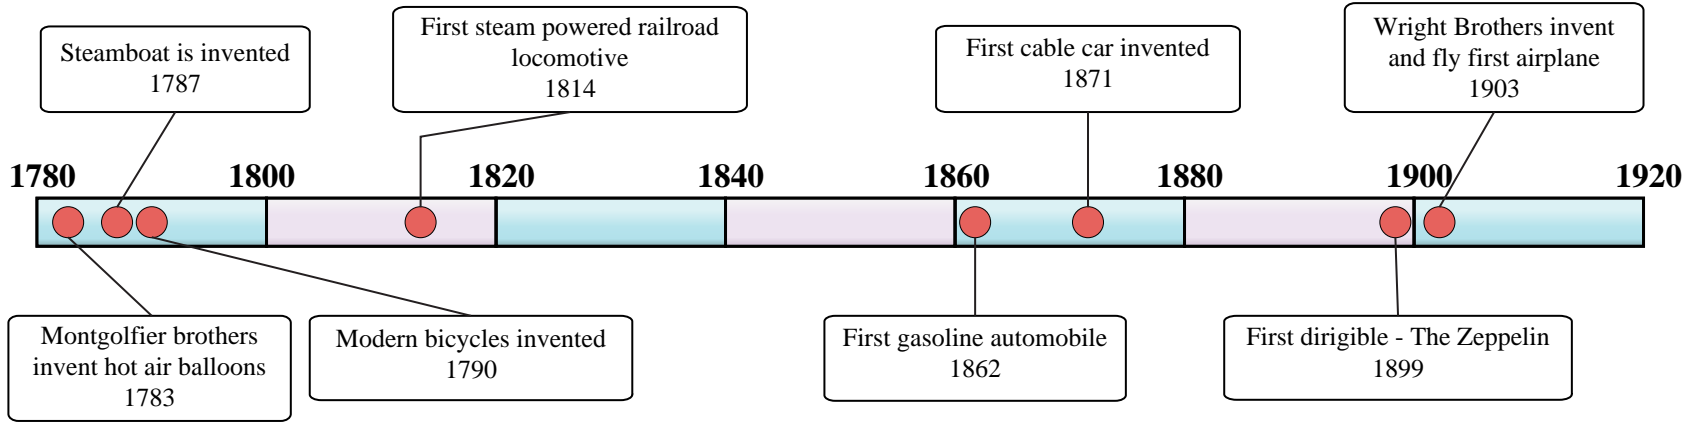 Steamboat is invented
1787
First steam powered railroad
locomotive
1814
First cable car invented
1871
Wright Brothers invent
and fly first airplane
1903
1780 1800 1820 1840 1860 1880 1900 1920
Montgolfier brothers
invent hot air balloons
1783
Modern bicycles invented
1790
First gasoline automobile
1862
First dirigible - The Zeppelin
1899